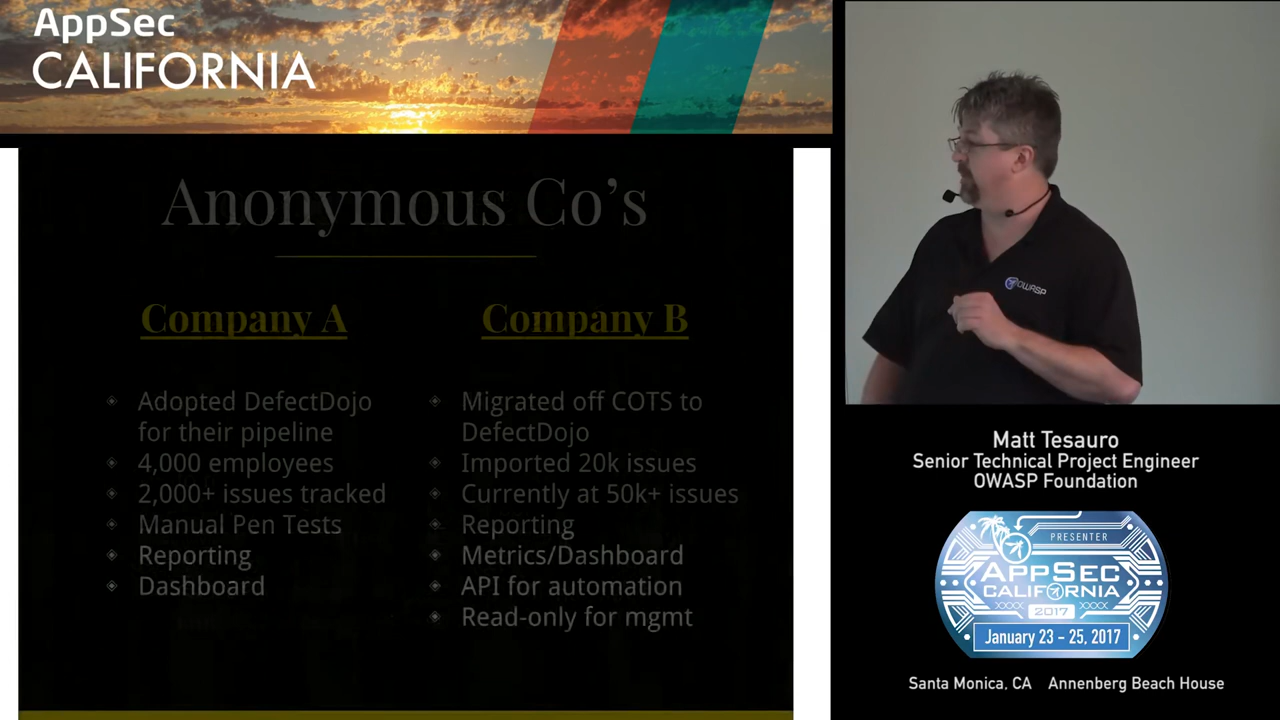 AppSec
CALIFORNIA
Anonymous Co's
Company A
Adopted DefectDojo
for their pipeline
4,000 employees
2,000+ issues tracked
Manual Pen Tests
Reporting
Dashboard
Company B
Migrated off COTS to
DefectDojo
Imported 20k issues
Currently at 50k+ issues
Reporting
Metrics/Dashboard
API for automation
Read-only for mgmt
OWASP
Matt Tesauro
Senior Technical Project Engineer
OWASP Foundation
PRESENTER
APPSEC
CALIFORNIA
XXXX 2017 XXXX
January 23 - 25, 2017
Santa Monica, CA Annenberg Beach House